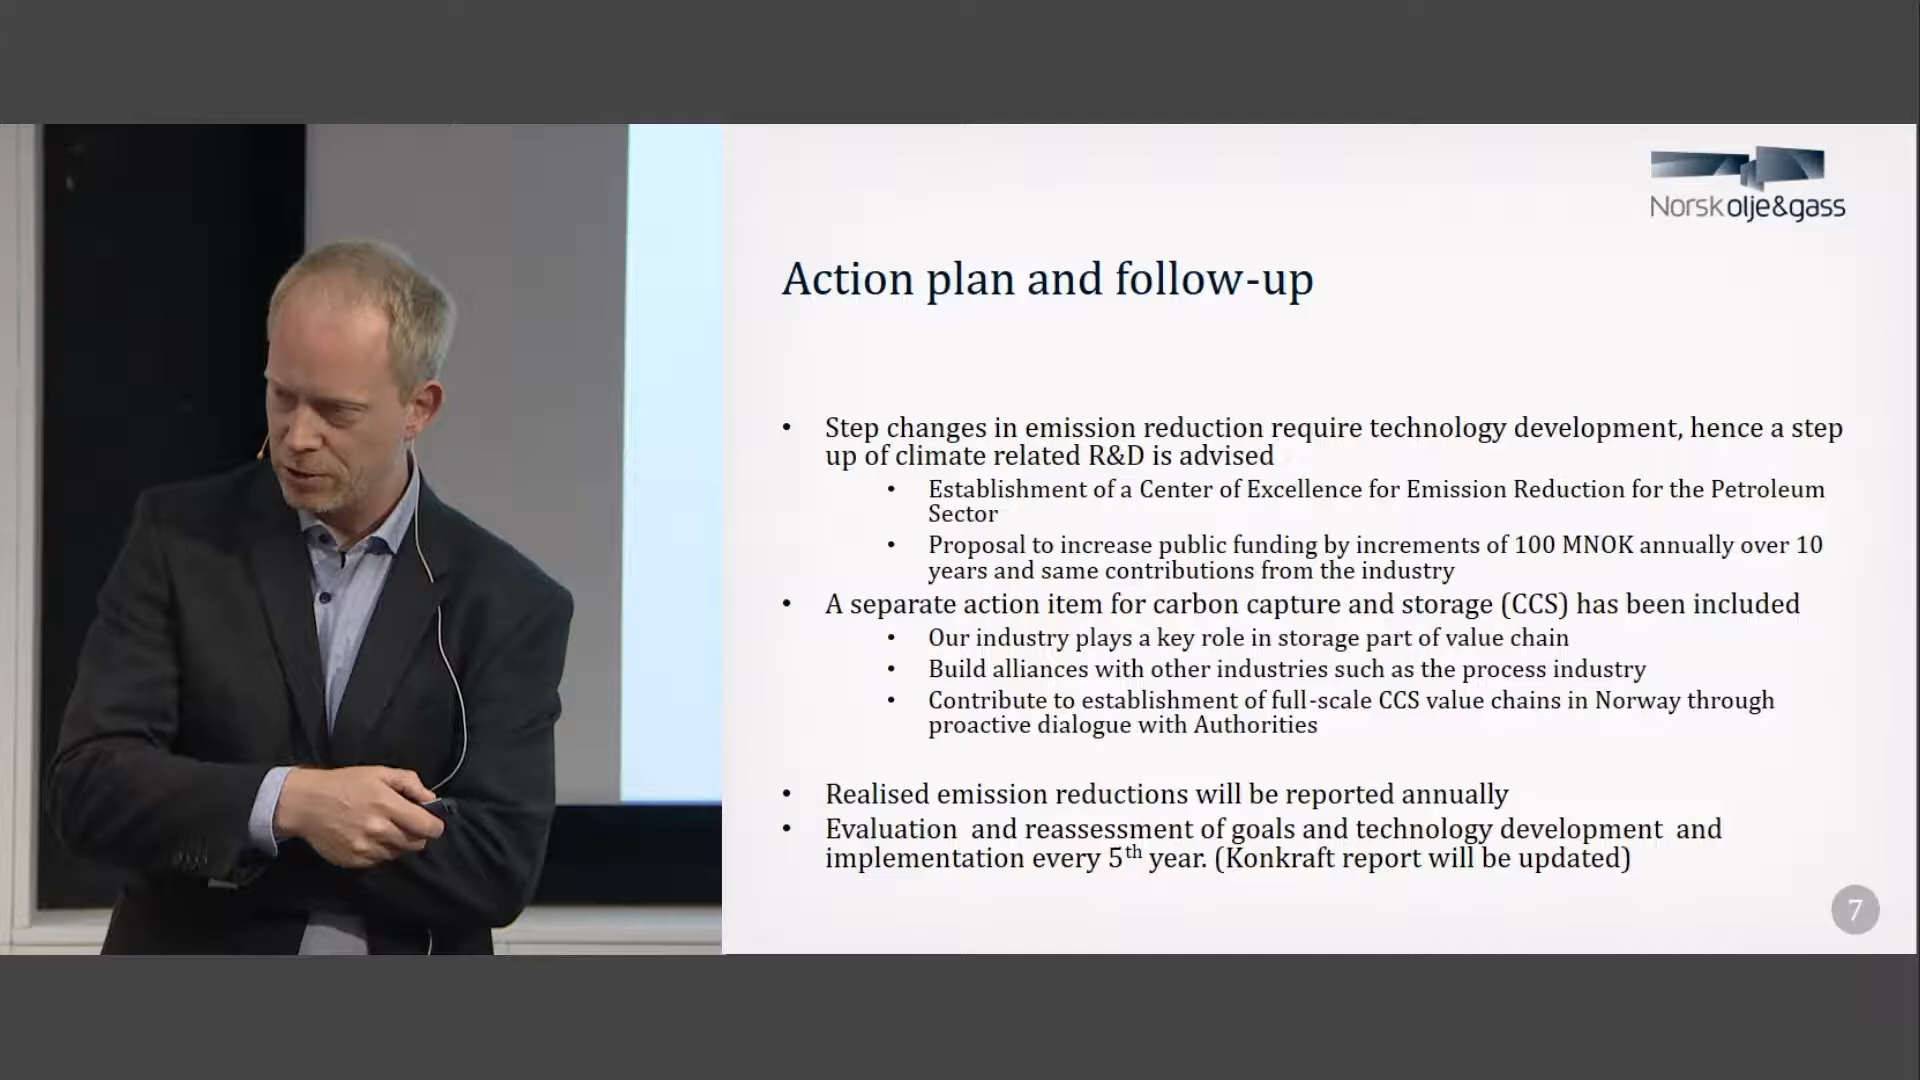 Norskolje&gass
Action plan and follow-up
• Step changes in emission reduction require technology development, hence a step
up of climate related R&D is advised
• Establishment of a Center of Excellence for Emission Reduction for the Petroleum
Sector
• Proposal to increase public funding by increments of 100 MNOK annually over 10
years and same contributions from the industry
• A separate action item for carbon capture and storage (CCS) has been included
• Our industry plays a key role in storage part of value chain
• Build alliances with other industries such as the process industry
• Contribute to establishment of full-scale CCS value chains in Norway through
proactive dialogue with Authorities
• Realised emission reductions will be reported annually
• Evaluation and reassessment of goals and technology development and
implementation every 5th year. (Konkraft report will be updated)
7